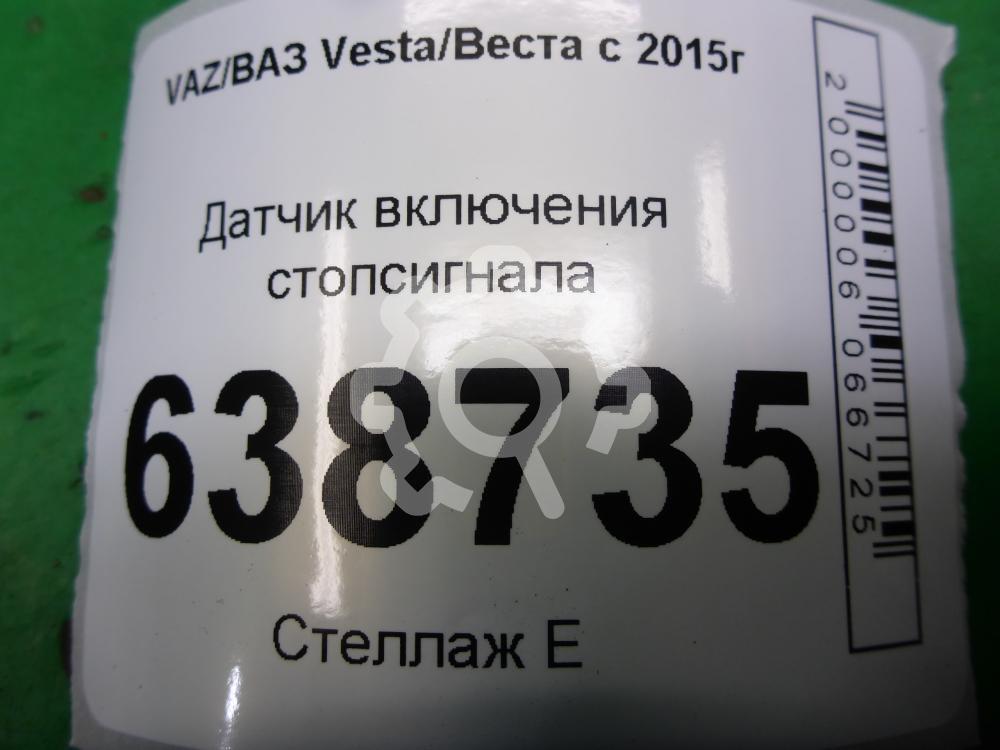 VAZ/ВАЗ Vesta/Веста с 2015г
Датчик включения
стопсигнала
638735
Стеллаж Е
2000006066725